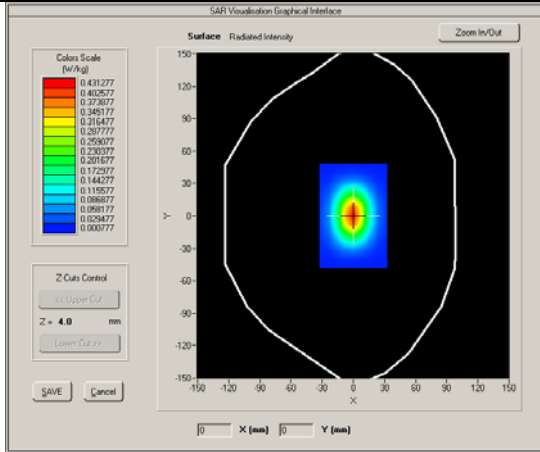 SAR Visualisation Graphical Interface
Surface Radiated Intensity
Zoom In/Out
Colors Scale
(W/kg)
0.431277
0.402577
0.373877
0.345177
0.316477
0.287777
0.259077
0.230377
0.201677
0.172977
0.144277
0.115577
0.086877
0.058177
0.029477
0.000777
150
120
90
60
30
0
-30
-60
-90
-120
-150
Y
-150 -120 -90 -60 -30 0 30 60 90 120 150
X
Z-Cuts Control
<< Upper Cut
Z = 4.0 mm
Lower Cut >>
SAVE Cancel
0 X (mm) 0 Y (mm)